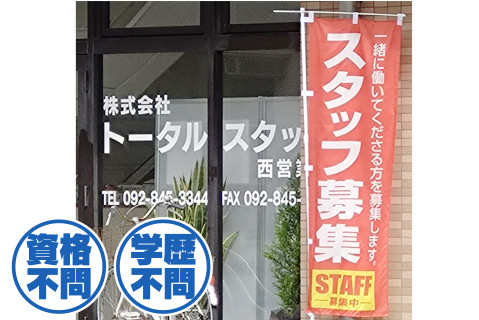 株式会社
トータルスタッ
西営業
TEL 092-845-3344 FAX 092-845-
一緒に働いてくださる方を募集します。
スタッフ募集
STAFF
募集中
資格
不問
学歴
不問